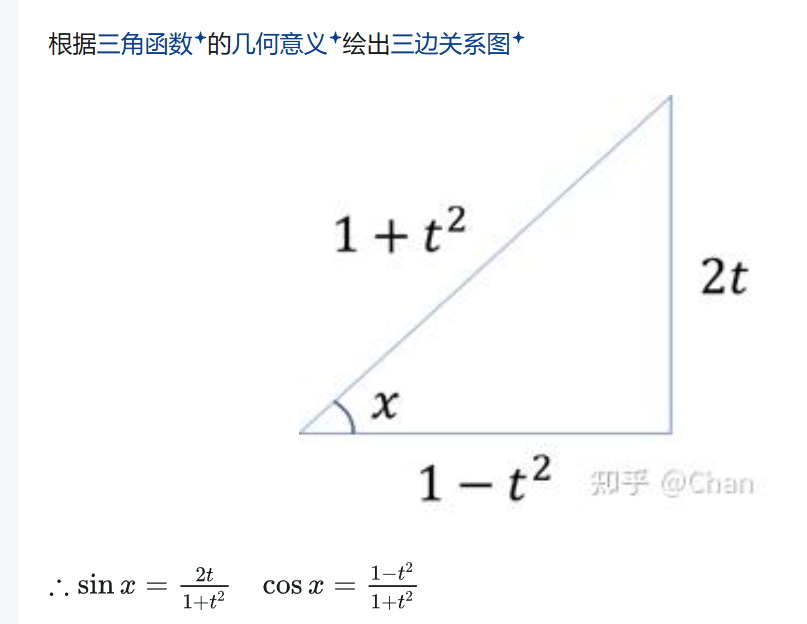 根据三角函数的几何意义绘出三边关系图
1 + t²
2t
x
1 − t²
知乎 @Chan
∴ sin x = 2t/(1+t²)  cos x = (1−t²)/(1+t²)